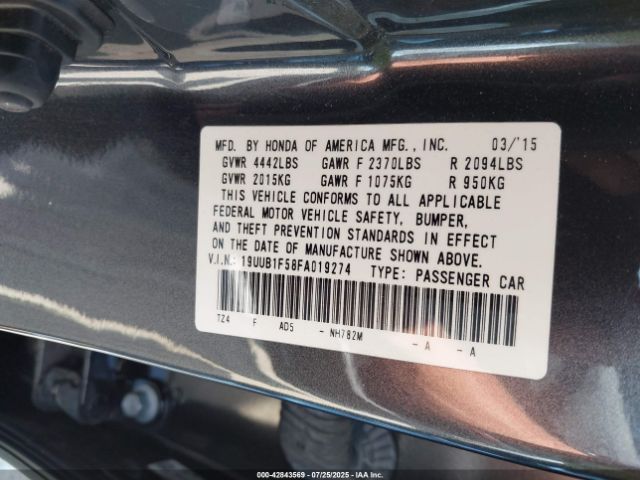 MFD. BY HONDA OF AMERICA MFG., INC. 03/'15
GVWR 4442LBS GAWR F 2370LBS R 2094LBS
GVWR 2015KG GAWR F 1075KG R 950KG
THIS VEHICLE CONFORMS TO ALL APPLICABLE
FEDERAL MOTOR VEHICLE SAFETY, BUMPER,
AND THEFT PREVENTION STANDARDS IN EFFECT
ON THE DATE OF MANUFACTURE SHOWN ABOVE.
V.I.N.: 19UUB1F58FA019274 TYPE: PASSENGER CAR
TZ4 F AD5 - NH782M - A - A
000-42843569 07/25/2025 IAA Inc.